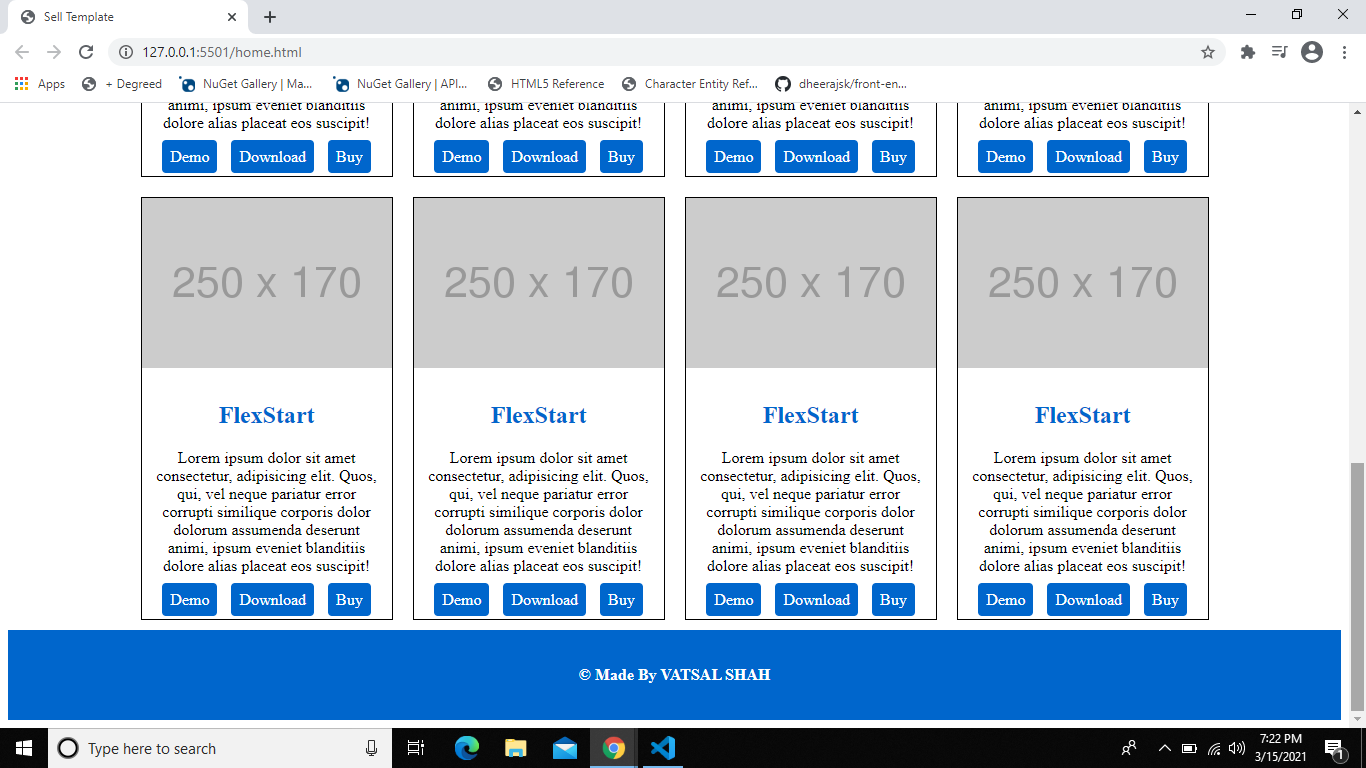 Sell Template
127.0.0.1:5501/home.html
Apps + Degreed NuGet Gallery | Ma... NuGet Gallery | API... HTML5 Reference Character Entity Ref... dheerajsk/front-en...
animi, ipsum eveniet blanditiis animi, ipsum eveniet blanditiis animi, ipsum eveniet blanditiis animi, ipsum eveniet blanditiis
dolore alias placeat eos suscipit! dolore alias placeat eos suscipit! dolore alias placeat eos suscipit! dolore alias placeat eos suscipit!
Demo Download Buy Demo Download Buy Demo Download Buy Demo Download Buy
250 x 170
FlexStart
Lorem ipsum dolor sit amet
consectetur, adipisicing elit. Quos,
qui, vel neque pariatur error
corrupti similique corporis dolor
dolorum assumenda deserunt
animi, ipsum eveniet blanditiis
dolore alias placeat eos suscipit!
Demo Download Buy
250 x 170
FlexStart
Lorem ipsum dolor sit amet
consectetur, adipisicing elit. Quos,
qui, vel neque pariatur error
corrupti similique corporis dolor
dolorum assumenda deserunt
animi, ipsum eveniet blanditiis
dolore alias placeat eos suscipit!
Demo Download Buy
250 x 170
FlexStart
Lorem ipsum dolor sit amet
consectetur, adipisicing elit. Quos,
qui, vel neque pariatur error
corrupti similique corporis dolor
dolorum assumenda deserunt
animi, ipsum eveniet blanditiis
dolore alias placeat eos suscipit!
Demo Download Buy
250 x 170
FlexStart
Lorem ipsum dolor sit amet
consectetur, adipisicing elit. Quos,
qui, vel neque pariatur error
corrupti similique corporis dolor
dolorum assumenda deserunt
animi, ipsum eveniet blanditiis
dolore alias placeat eos suscipit!
Demo Download Buy
© Made By VATSAL SHAH
Type here to search
7:22 PM
3/15/2021
1